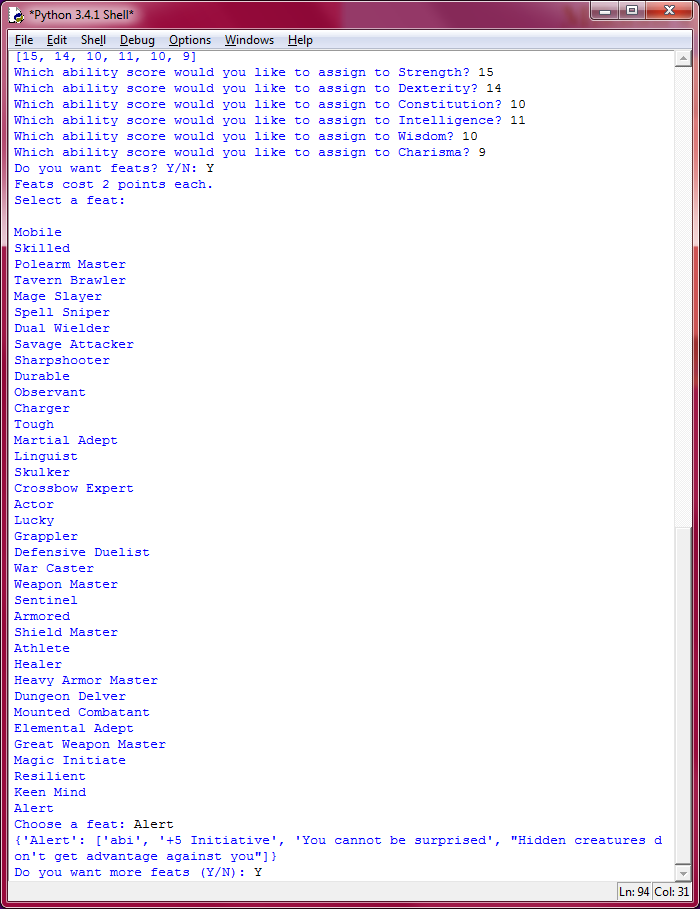 *Python 3.4.1 Shell*
File Edit Shell Debug Options Windows Help
[15, 14, 10, 11, 10, 9]
Which ability score would you like to assign to Strength? 15
Which ability score would you like to assign to Dexterity? 14
Which ability score would you like to assign to Constitution? 10
Which ability score would you like to assign to Intelligence? 11
Which ability score would you like to assign to Wisdom? 10
Which ability score would you like to assign to Charisma? 9
Do you want feats? Y/N: Y
Feats cost 2 points each.
Select a feat:
Mobile
Skilled
Polearm Master
Tavern Brawler
Mage Slayer
Spell Sniper
Dual Wielder
Savage Attacker
Sharpshooter
Durable
Observant
Charger
Tough
Martial Adept
Linguist
Skulker
Crossbow Expert
Actor
Lucky
Grappler
Defensive Duelist
War Caster
Weapon Master
Sentinel
Armored
Shield Master
Athlete
Healer
Heavy Armor Master
Dungeon Delver
Mounted Combatant
Elemental Adept
Great Weapon Master
Magic Initiate
Resilient
Keen Mind
Alert
Choose a feat: Alert
{'Alert': ['abi', '+5 Initiative', 'You cannot be surprised', "Hidden creatures d
on't get advantage against you"]}
Do you want more feats (Y/N): Y
Ln: 94 Col: 31